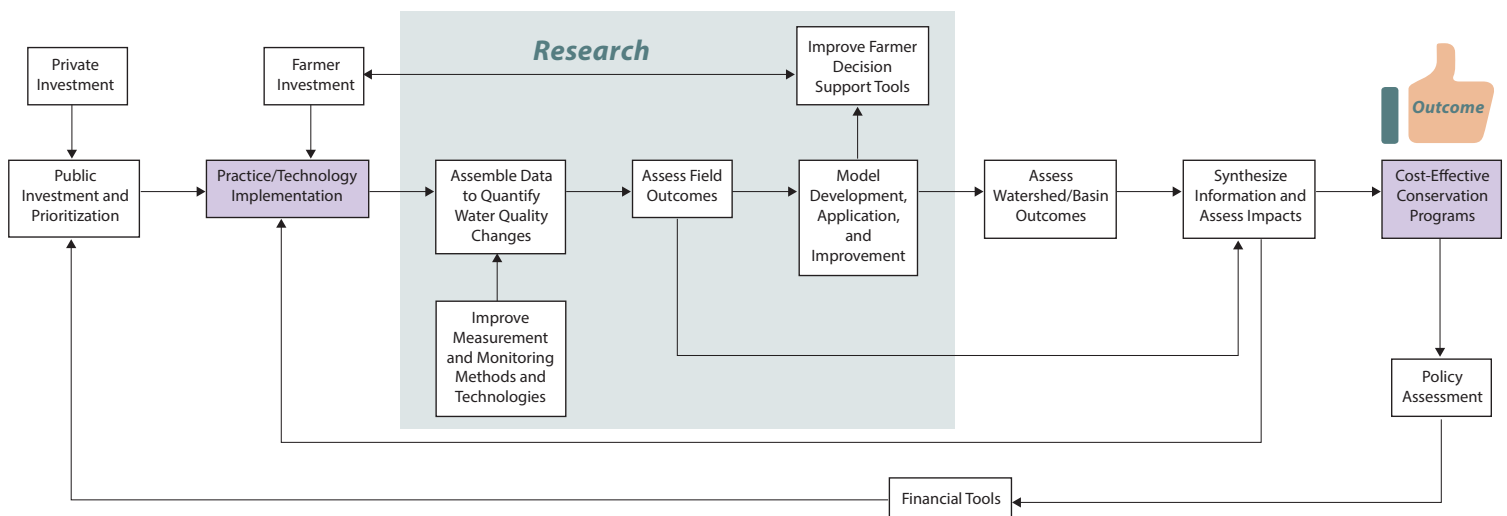 Research
Private
Investment
Farmer
Investment
Improve Farmer
Decision
Support Tools
Outcome
Public
Investment and
Prioritization
Practice/Technology
Implementation
Assemble Data
to Quantify
Water Quality
Changes
Assess Field
Outcomes
Model
Development,
Application,
and
Improvement
Assess
Watershed/Basin
Outcomes
Synthesize
Information and
Assess Impacts
Cost-Effective
Conservation
Programs
Improve
Measurement
and Monitoring
Methods and
Technologies
Policy
Assessment
Financial Tools